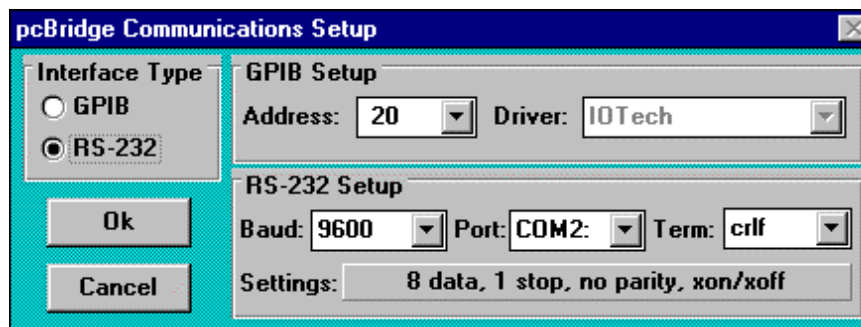 pcBridge Communications Setup
Interface Type
GPIB
RS-232
Ok
Cancel
GPIB Setup
Address: 20 Driver: IOTech
RS-232 Setup
Baud: 9600 Port: COM2: Term: crlf
Settings: 8 data, 1 stop, no parity, xon/xoff